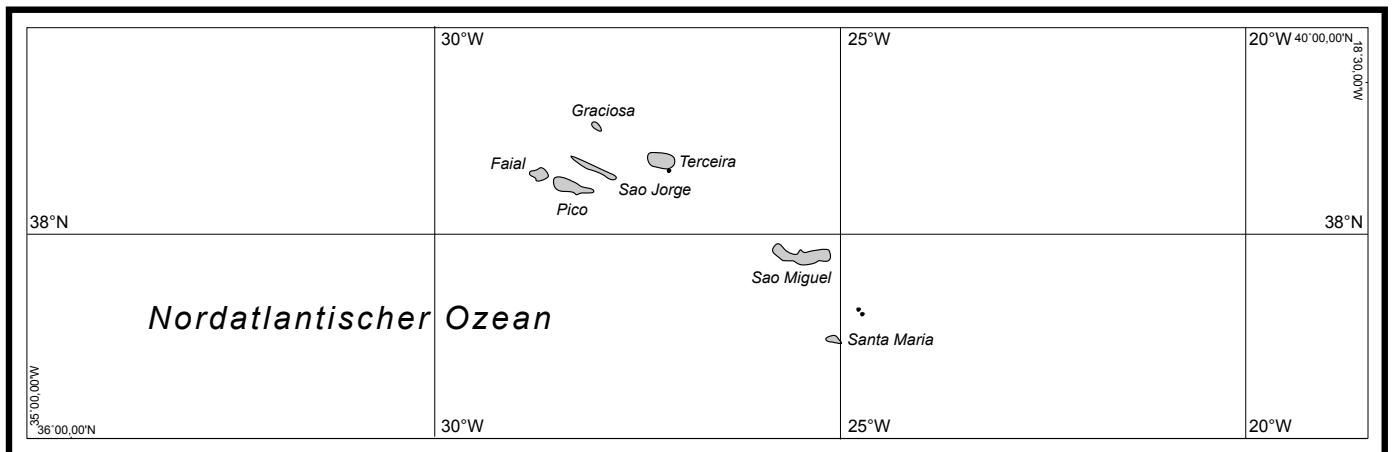 30°W
25°W
20°W
40°00,00'N
18°30,00'W
Graciosa
Faial
Terceira
Sao Jorge
Pico
38°N
38°N
Sao Miguel
Nordatlantischer Ozean
Santa Maria
35°00,00'W
36°00,00'N
30°W
25°W
20°W